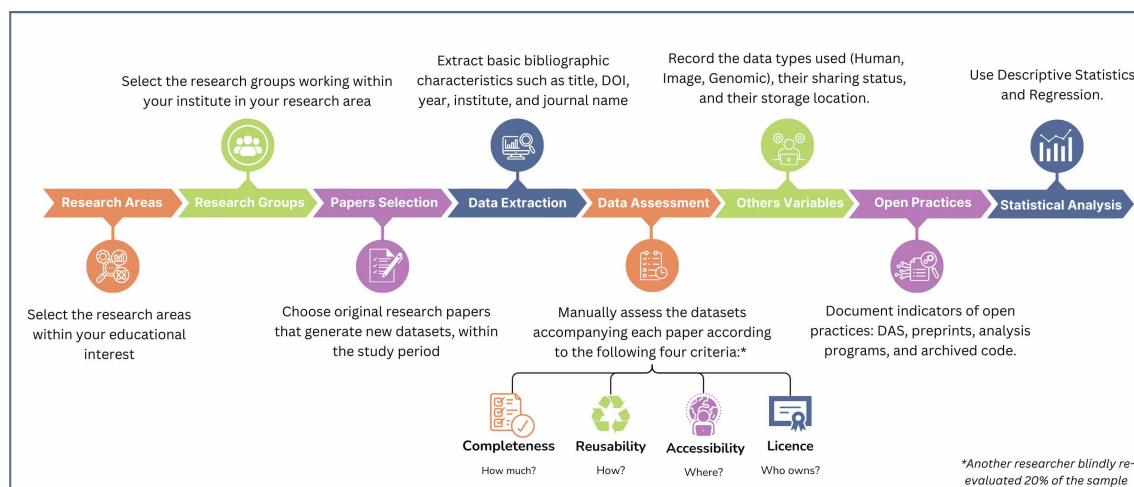 Select the research groups working within
your institute in your research area
Extract basic bibliographic
characteristics such as title, DOI,
year, institute, and journal name
Record the data types used (Human,
Image, Genomic), their sharing status,
and their storage location.
Use Descriptive Statistics
and Regression.
Research Areas
Research Groups
Papers Selection
Data Extraction
Data Assessment
Others Variables
Open Practices
Statistical Analysis
Select the research areas
within your educational
interest
Choose original research papers
that generate new datasets, within
the study period
Manually assess the datasets
accompanying each paper according
to the following four criteria:*
Document indicators of open
practices: DAS, preprints, analysis
programs, and archived code.
Completeness
How much?
Reusability
How?
Accessibility
Where?
Licence
Who owns?
*Another researcher blindly re-
evaluated 20% of the sample